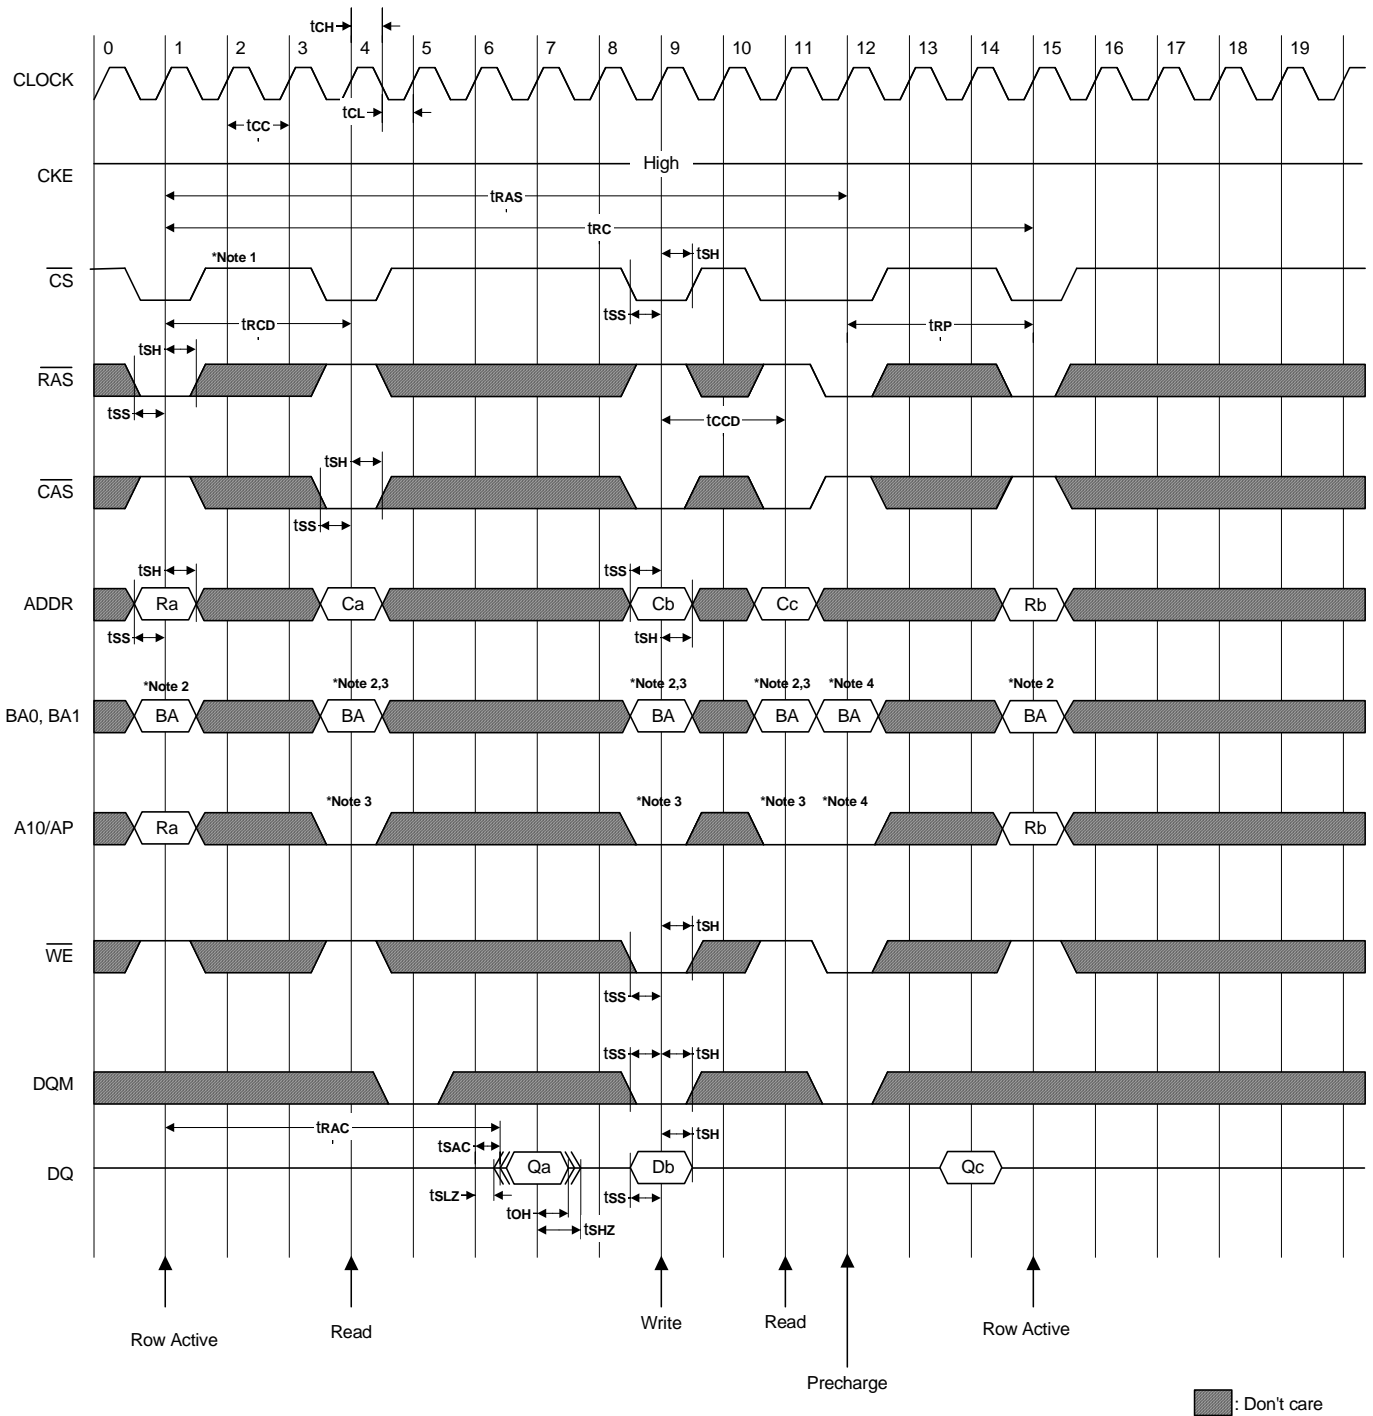 tCH
0 1 2 3 4 5 6 7 8 9 10 11 12 13 14 15 16 17 18 19
CLOCK
tCL
tCC
High
CKE
tRAS
tRC
*Note 1
tSH
CS
tSS
tRCD
tRP
tSH
RAS
tSS
tCCD
tSH
CAS
tSS
tSH
tSS
ADDR Ra Ca Cb Cc Rb
tSS
tSH
*Note 2 *Note 2,3 *Note 2,3 *Note 2,3 *Note 4 *Note 2
BA0, BA1 BA BA BA BA BA BA
*Note 3 *Note 3 *Note 3 *Note 4
A10/AP Ra Rb
tSH
WE
tSS
tSS tSH
DQM
tRAC
tSH
tSAC
DQ Qa Db Qc
tSLZ
tSS
tOH
tSHZ
Row Active Read Write Read Row Active
Precharge
: Don't care